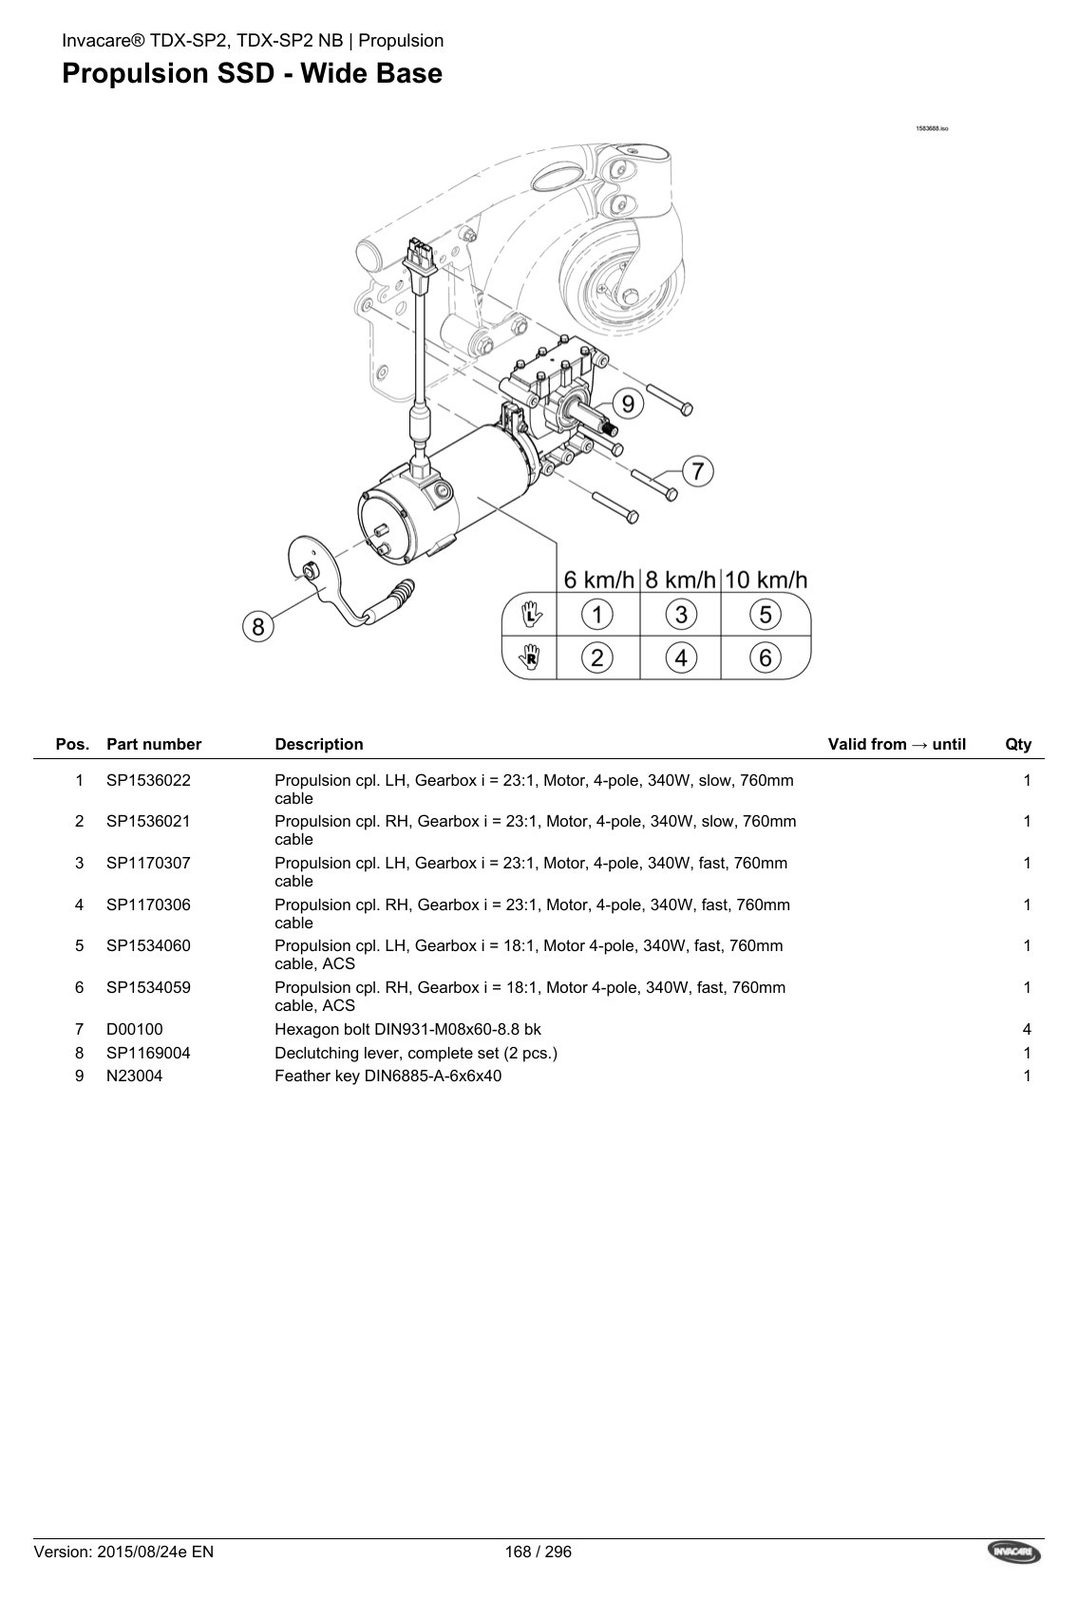 Invacare® TDX-SP2, TDX-SP2 NB | Propulsion
Propulsion SSD - Wide Base
1583688.iso
9
7
8
6 km/h 8 km/h 10 km/h
L 1 3 5
R 2 4 6
Pos. Part number Description Valid from → until Qty
1 SP1536022 Propulsion cpl. LH, Gearbox i = 23:1, Motor, 4-pole, 340W, slow, 760mm 1
cable
2 SP1536021 Propulsion cpl. RH, Gearbox i = 23:1, Motor, 4-pole, 340W, slow, 760mm 1
cable
3 SP1170307 Propulsion cpl. LH, Gearbox i = 23:1, Motor, 4-pole, 340W, fast, 760mm 1
cable
4 SP1170306 Propulsion cpl. RH, Gearbox i = 23:1, Motor, 4-pole, 340W, fast, 760mm 1
cable
5 SP1534060 Propulsion cpl. LH, Gearbox i = 18:1, Motor 4-pole, 340W, fast, 760mm 1
cable, ACS
6 SP1534059 Propulsion cpl. RH, Gearbox i = 18:1, Motor 4-pole, 340W, fast, 760mm 1
cable, ACS
7 D00100 Hexagon bolt DIN931-M08x60-8.8 bk 4
8 SP1169004 Declutching lever, complete set (2 pcs.) 1
9 N23004 Feather key DIN6885-A-6x6x40 1
Version: 2015/08/24e EN 168 / 296 INVACARE